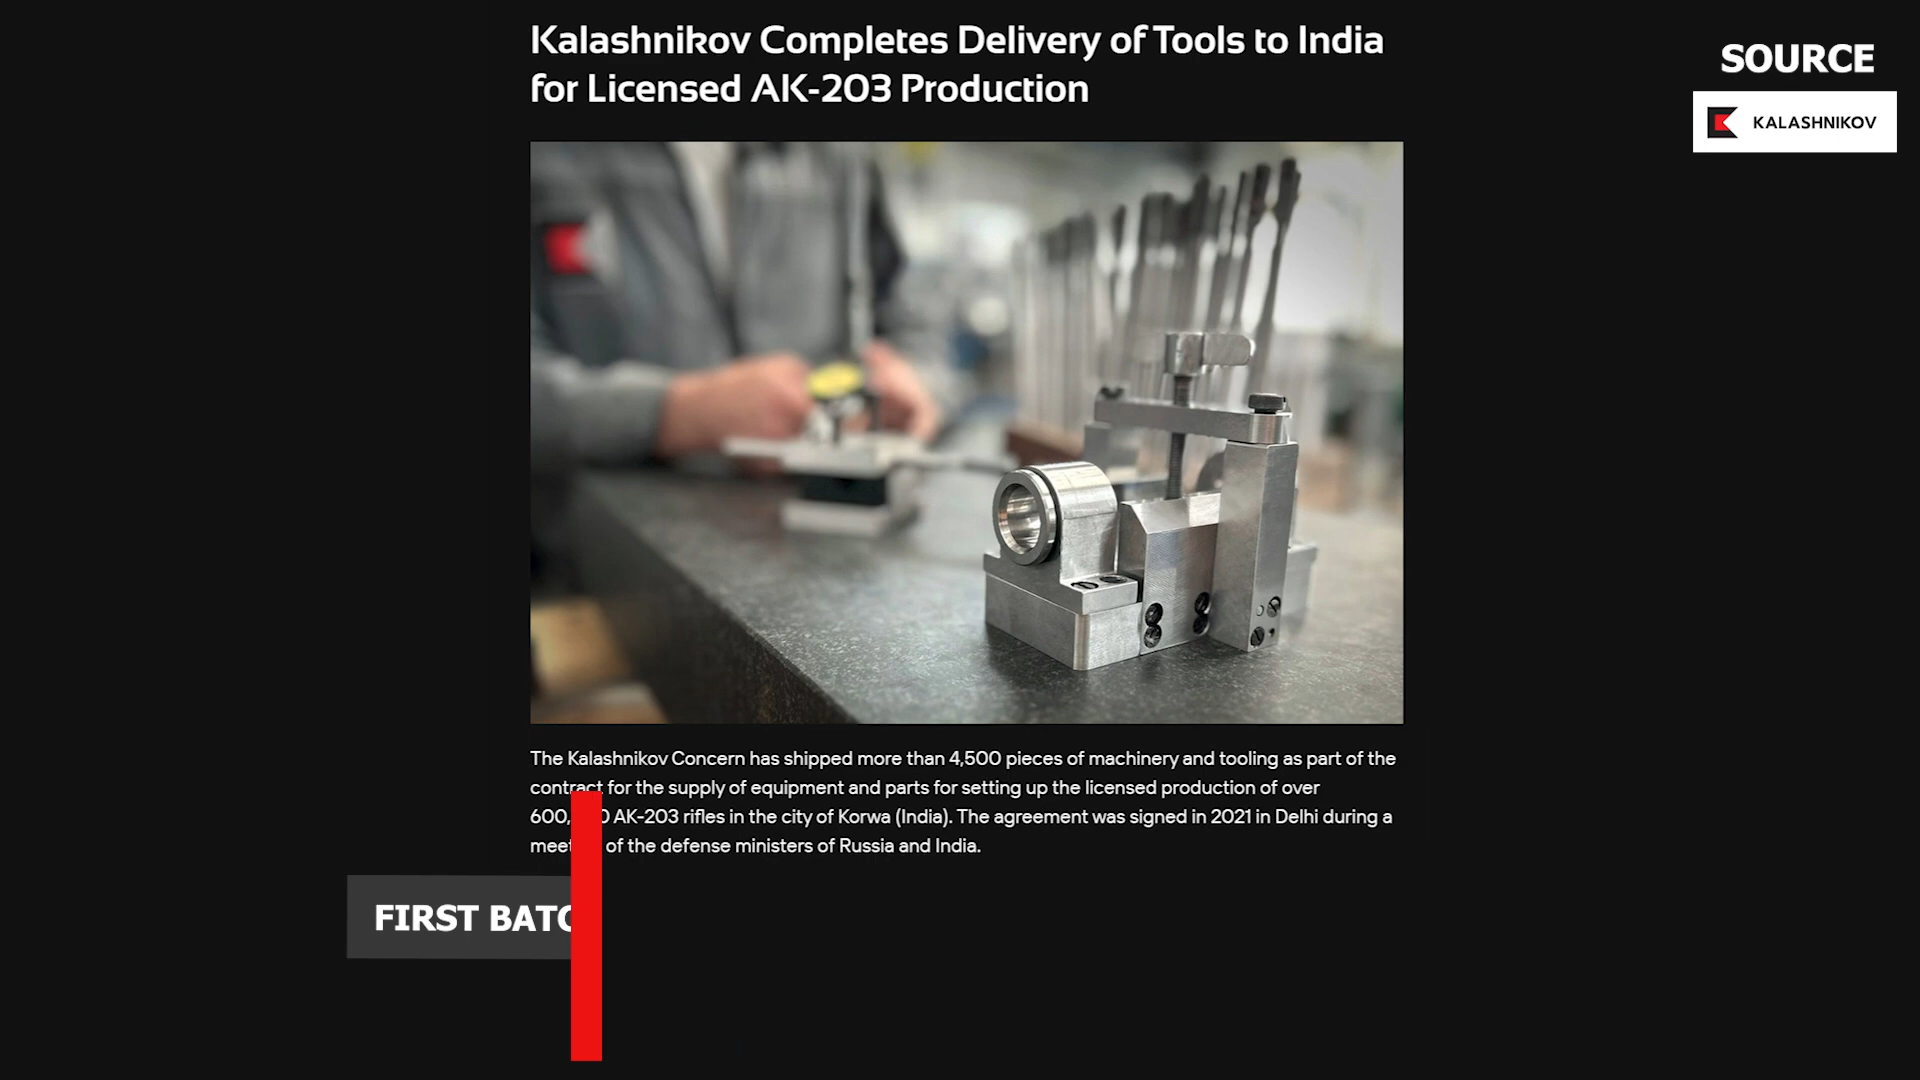 Kalashnikov Completes Delivery of Tools to India
for Licensed AK-203 Production
SOURCE
KALASHNIKOV
The Kalashnikov Concern has shipped more than 4,500 pieces of machinery and tooling as part of the
contract for the supply of equipment and parts for setting up the licensed production of over
AK-203 rifles in the city of Korwa (India). The agreement was signed in 2021 in Delhi during a
of the defense ministers of Russia and India.
FIRST